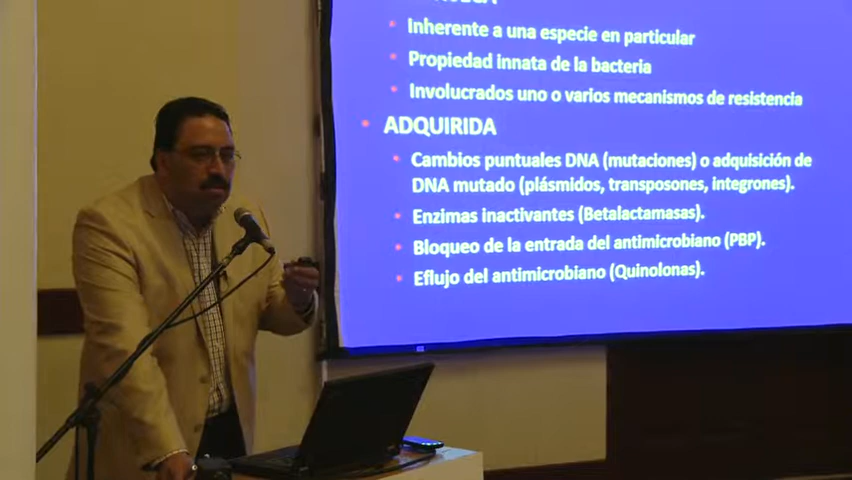 Inherente a una especie en particular
Propiedad innata de la bacteria
Involucrados uno o varios mecanismos de resistencia
ADQUIRIDA
Cambios puntuales DNA (mutaciones) o adquisición de
DNA mutado (plásmidos, transposones, integrones).
Enzimas inactivantes (Betalactamasas).
Bloqueo de la entrada del antimicrobiano (PBP).
Eflujo del antimicrobiano (Quinolonas).